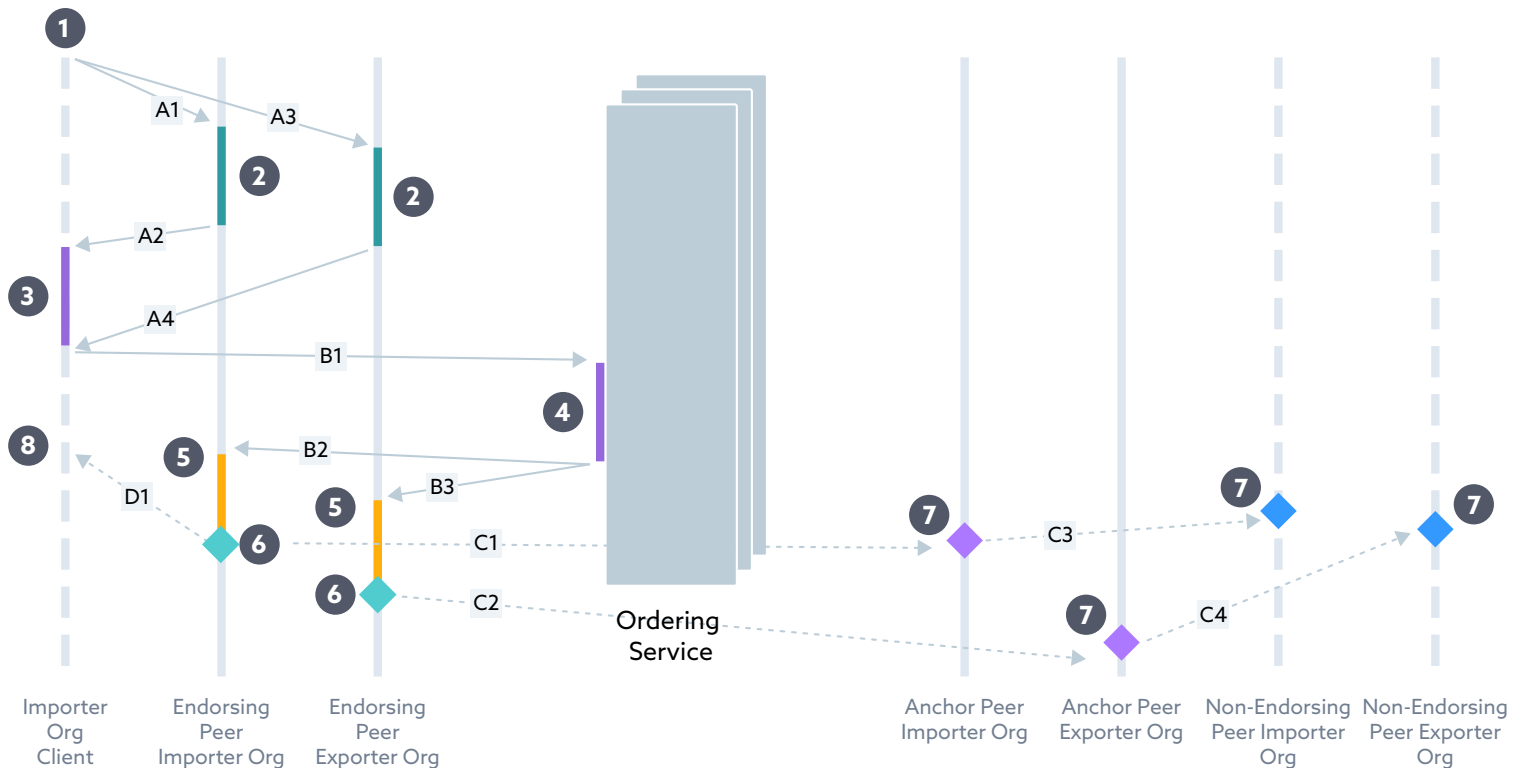 1
A1
A3
2
2
A2
3
A4
B1
4
8
5
B2
B3
D1
5
7
7
7
6
C1
C3
6
C2
7
C4
Ordering
Service
Importer
Org
Client
Endorsing
Peer
Importer Org
Endorsing
Peer
Exporter Org
Anchor Peer
Importer Org
Anchor Peer
Exporter Org
Non-Endorsing
Peer Importer
Org
Non-Endorsing
Peer Exporter
Org